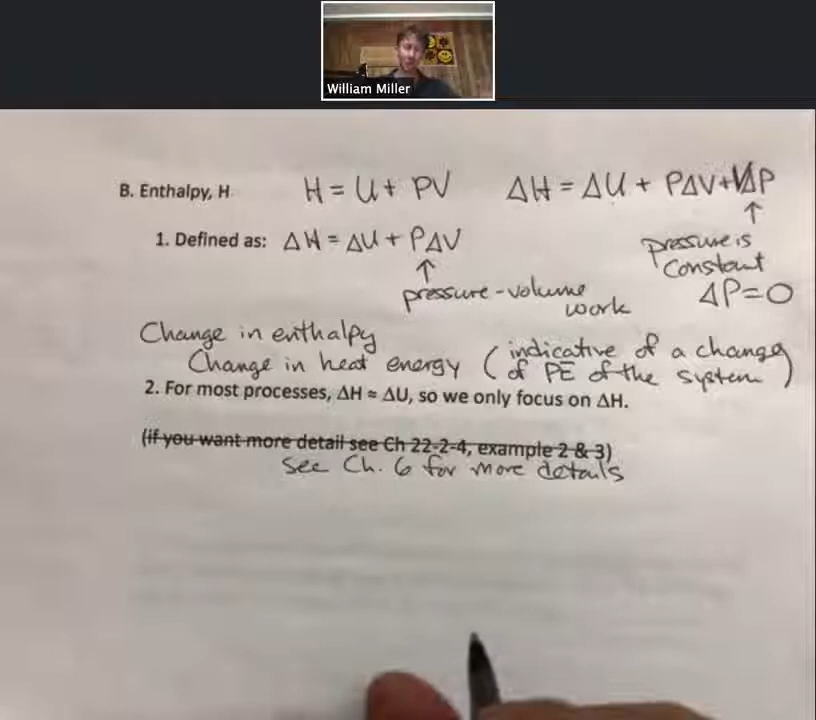 William Miller
B. Enthalpy, H H = U + PV ΔH = ΔU + PΔV + VΔP
↑
1. Defined as: ΔH = ΔU + PΔV pressure is
constant
↑ ΔP = 0
pressure-volume
work
Change in enthalpy
Change in heat energy (indicative of a change
of PE of the system)
2. For most processes, ΔH ≈ ΔU, so we only focus on ΔH.
(if you want more detail see Ch 22-2-4, example 2 & 3)
see Ch. 6 for more details